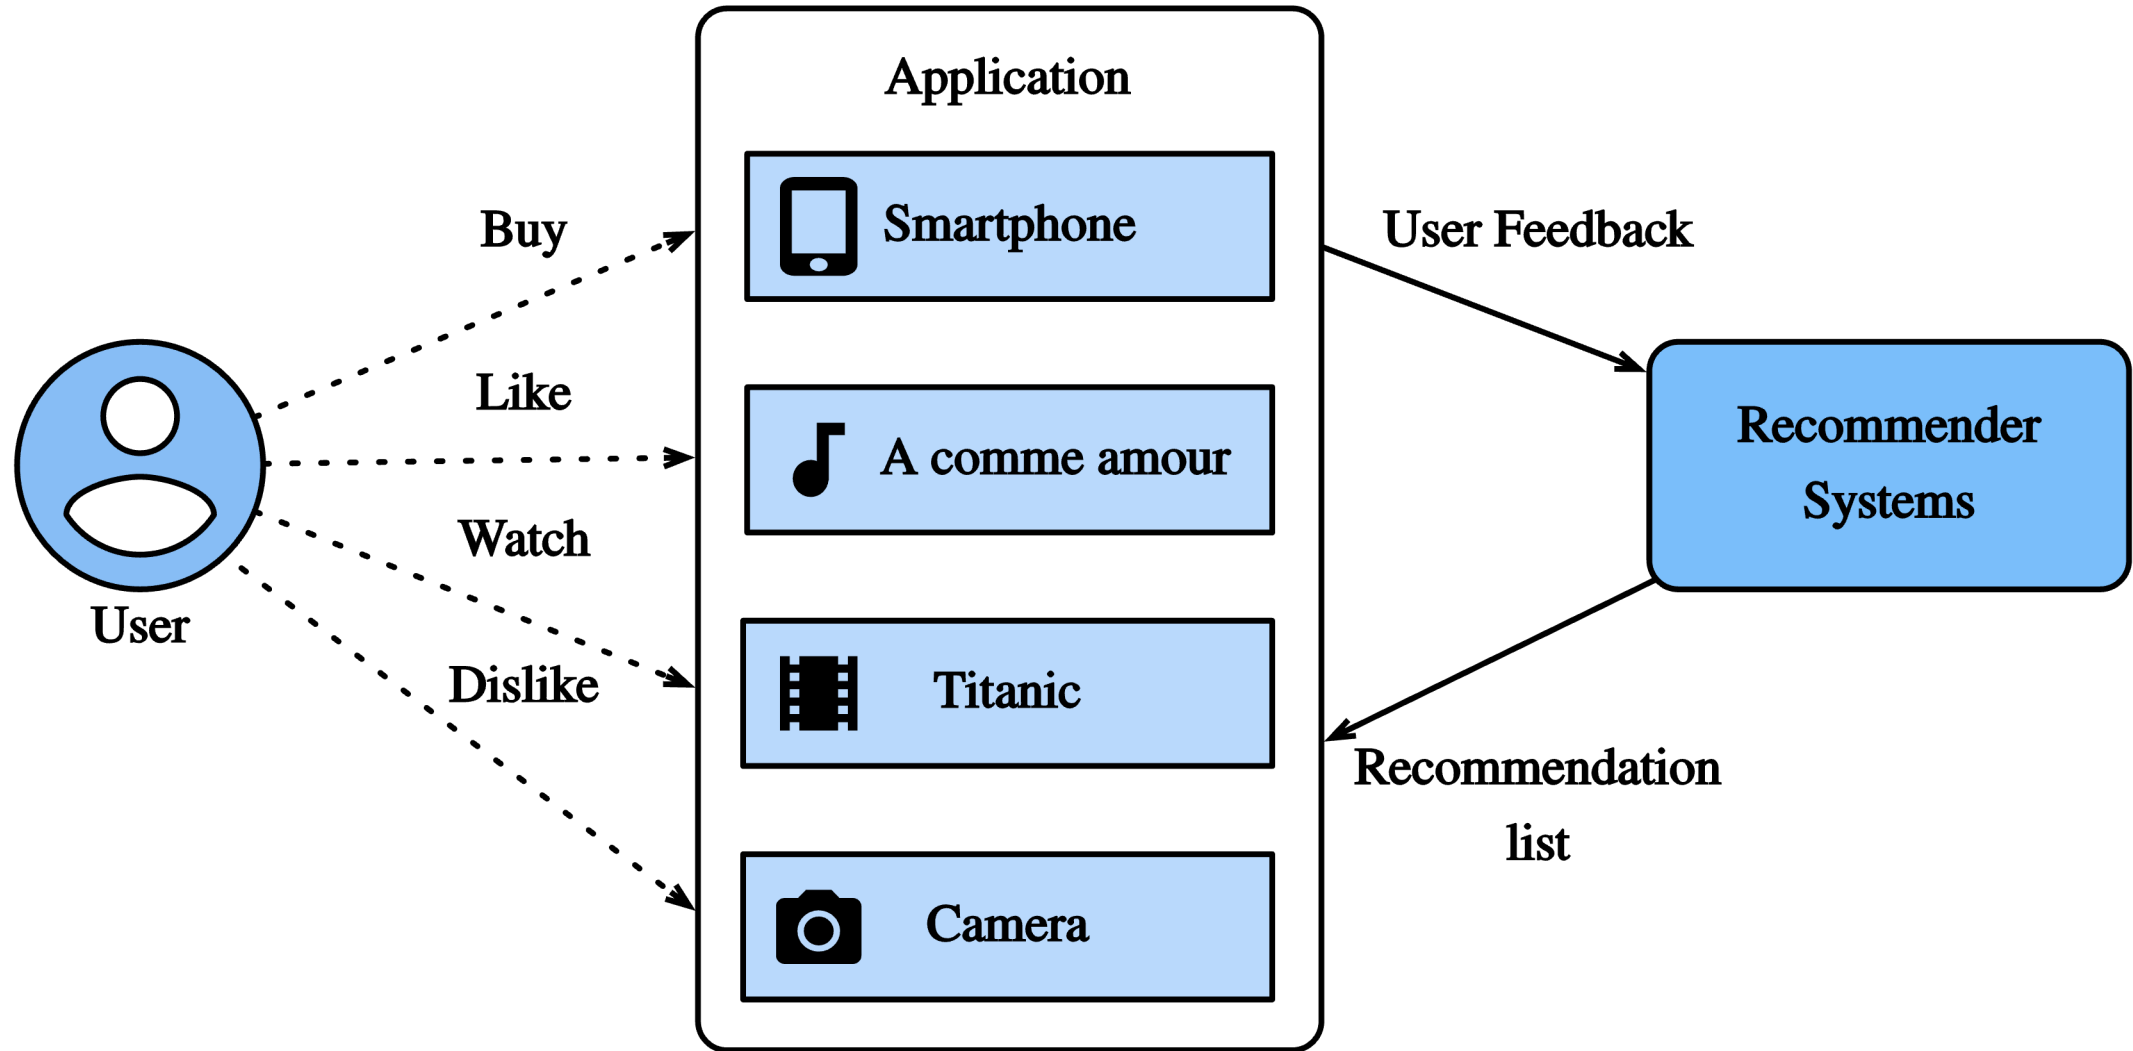 Application
Smartphone
Buy
User Feedback
Like
A comme amour
Recommender
Systems
Watch
User
Dislike
Titanic
Recommendation
list
Camera